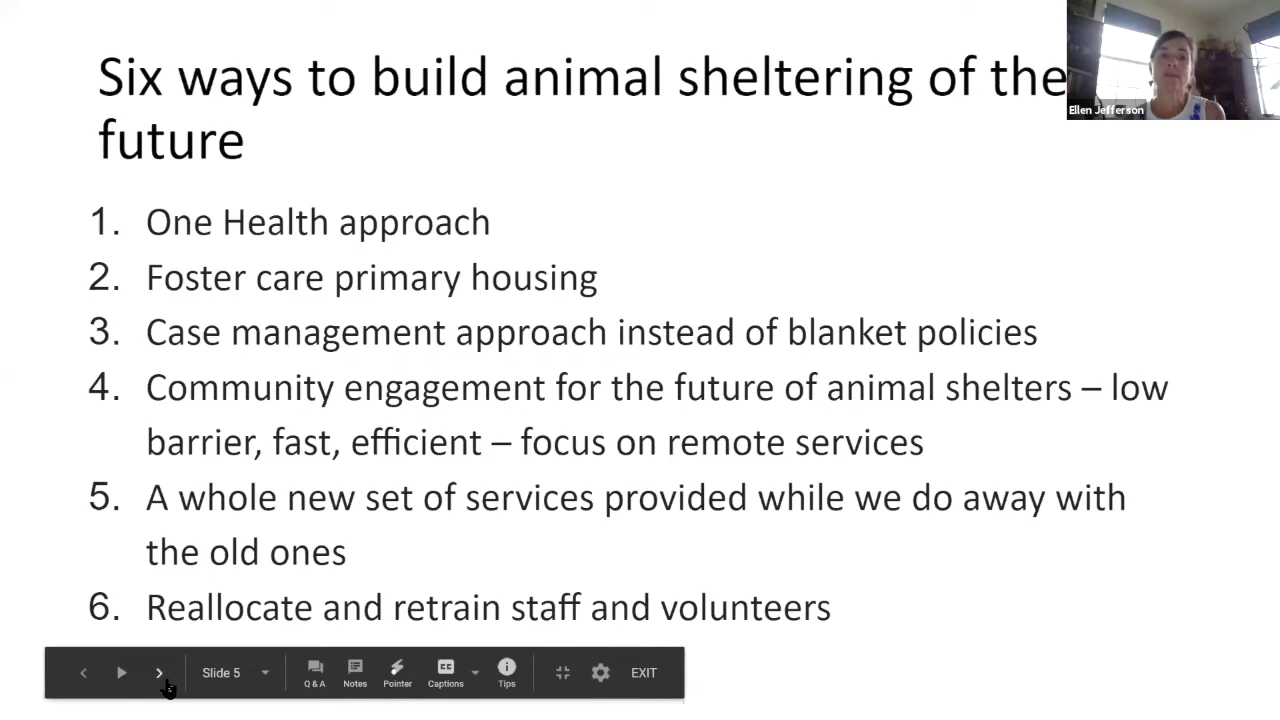 Six ways to build animal sheltering of the
future
Ellen Jefferson
1. One Health approach
2. Foster care primary housing
3. Case management approach instead of blanket policies
4. Community engagement for the future of animal shelters – low
barrier, fast, efficient – focus on remote services
5. A whole new set of services provided while we do away with
the old ones
6. Reallocate and retrain staff and volunteers
Slide 5
Q & A
Notes
Pointer
CC
Captions
Tips
EXIT